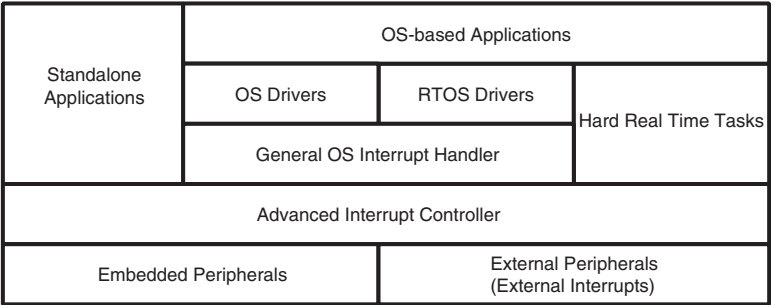 OS-based Applications
Standalone
Applications
OS Drivers
RTOS Drivers
Hard Real Time Tasks
General OS Interrupt Handler
Advanced Interrupt Controller
Embedded Peripherals
External Peripherals
(External Interrupts)